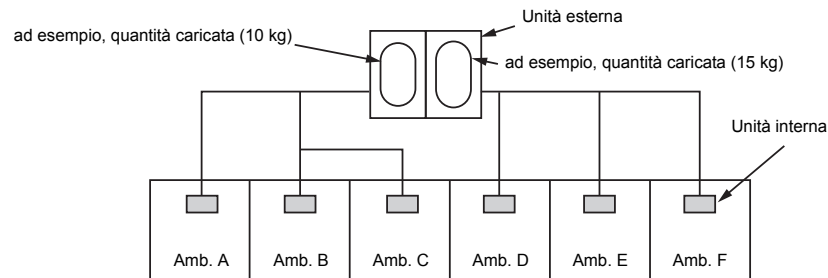 Unità esterna
ad esempio, quantità caricata (10 kg)
ad esempio, quantità caricata (15 kg)
Unità interna
Amb. A
Amb. B
Amb. C
Amb. D
Amb. E
Amb. F